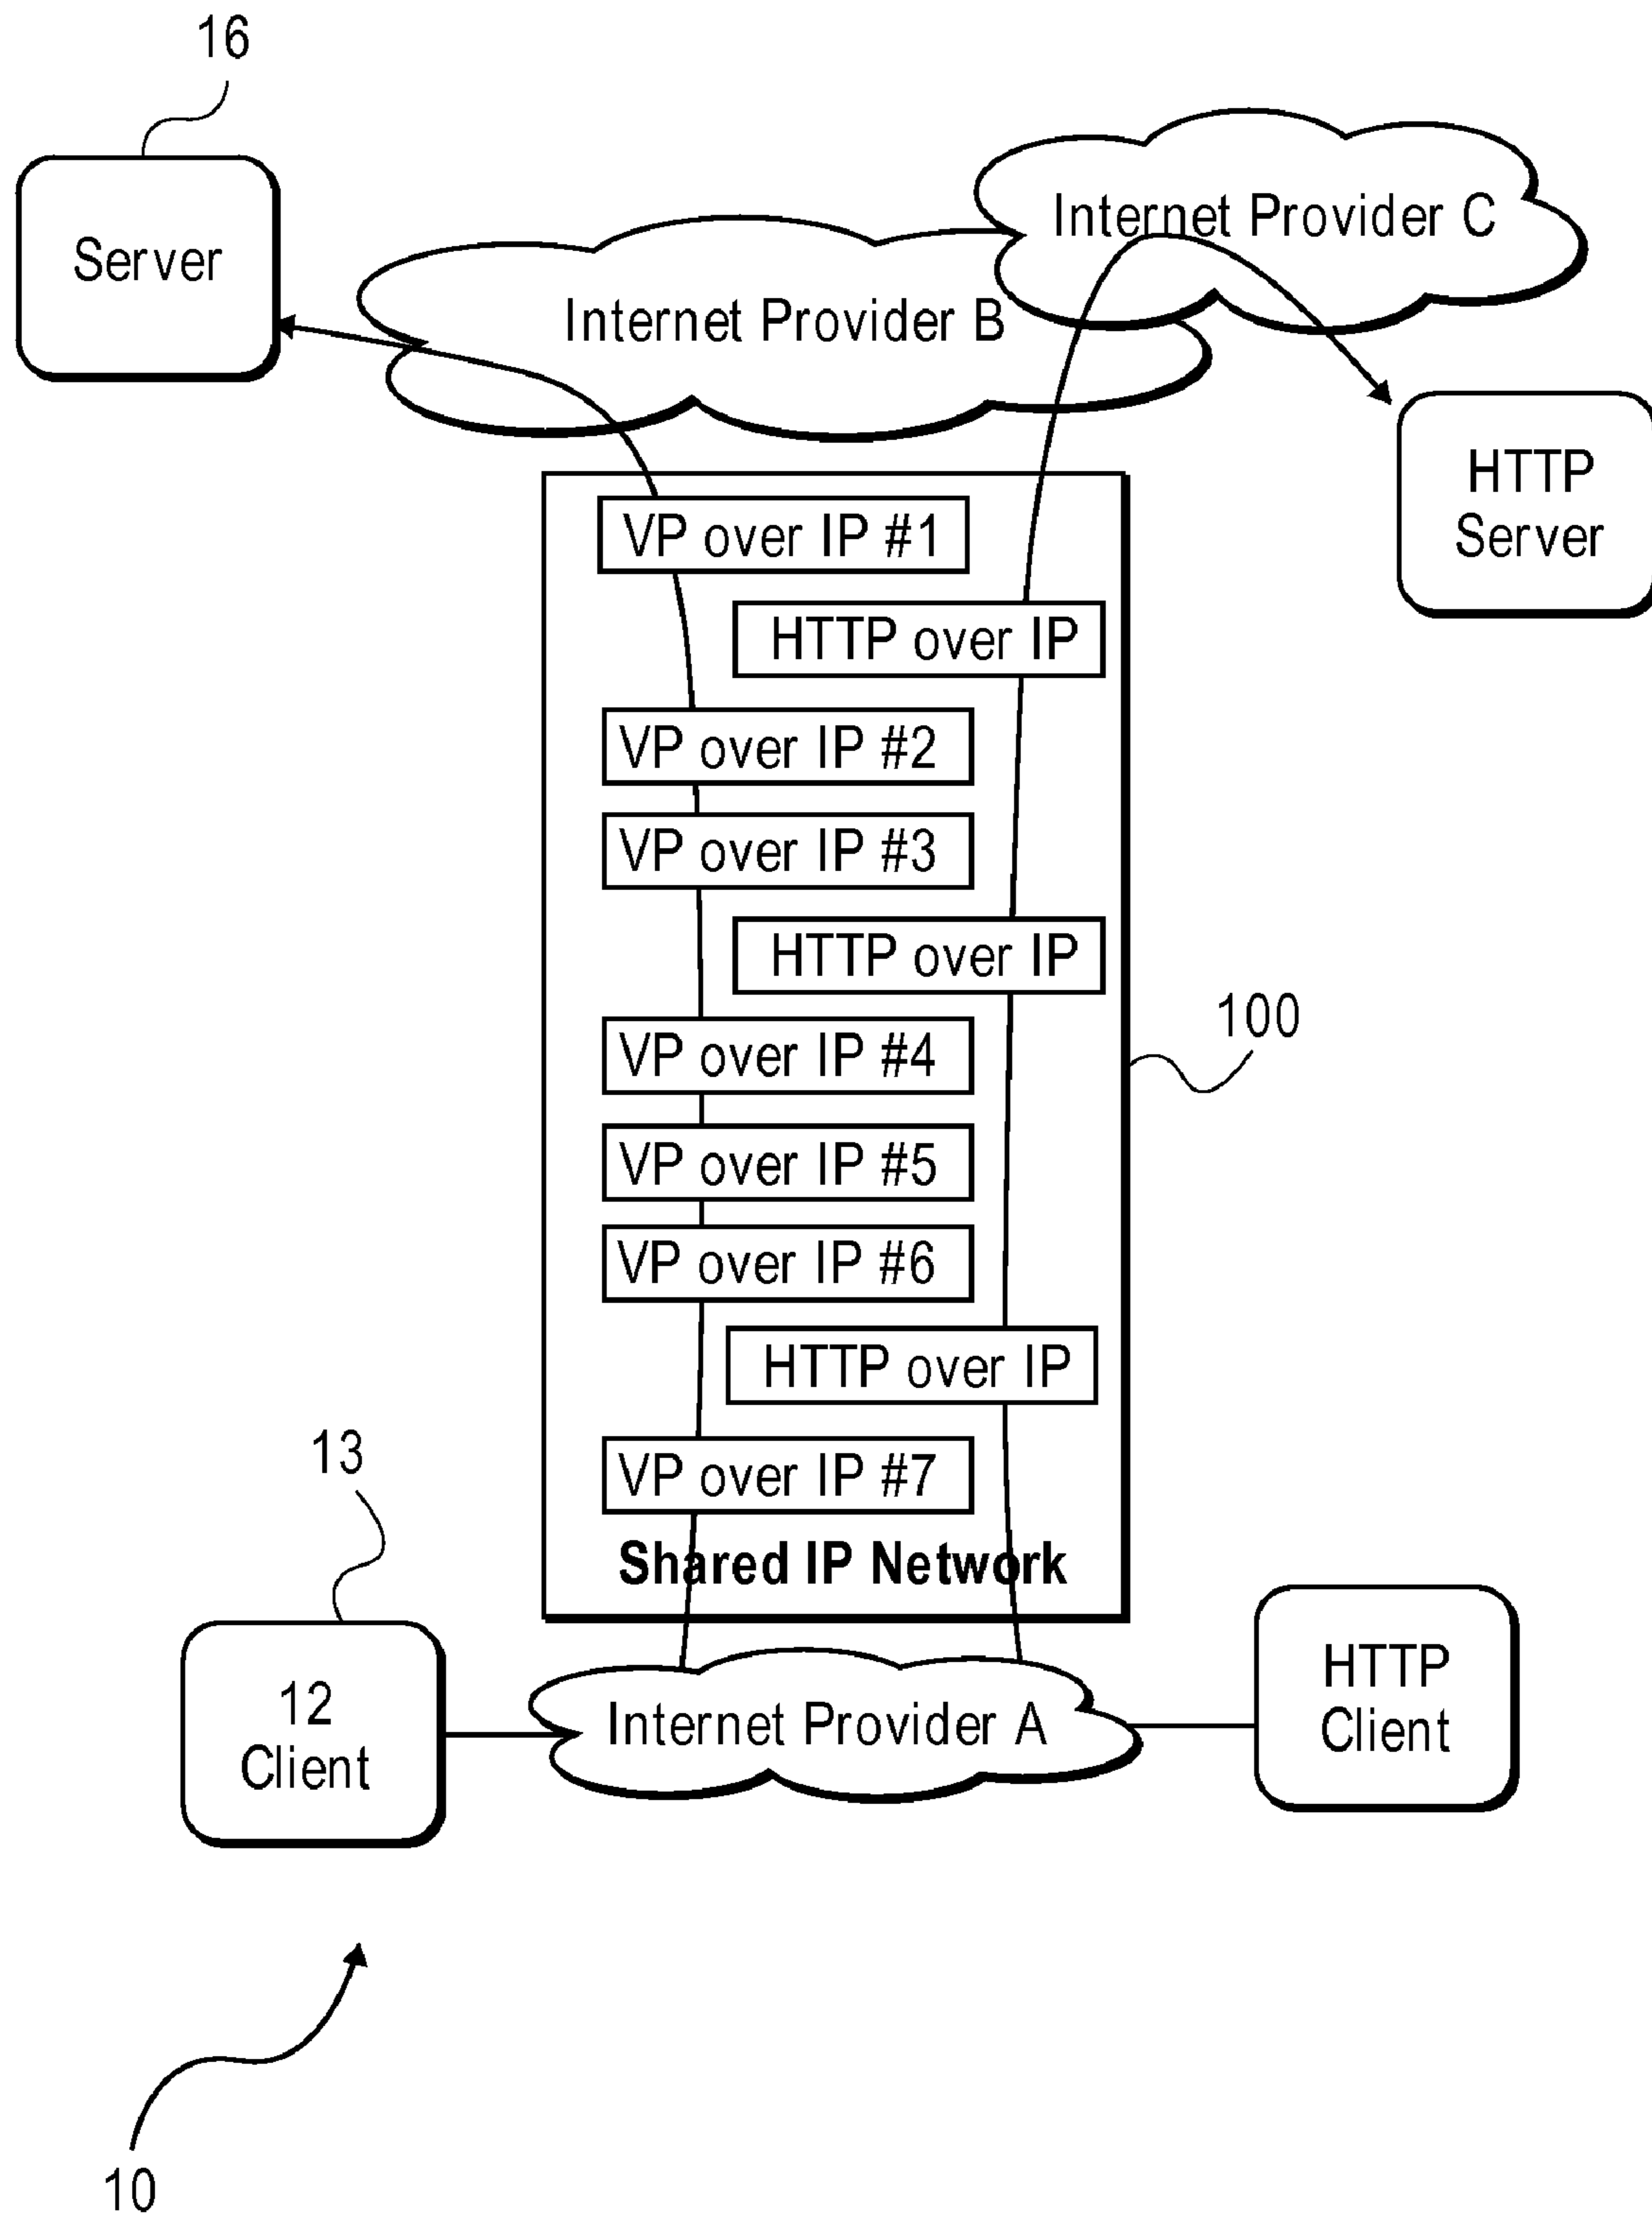 16
Server
Internet Provider C
Internet Provider B
HTTP
Server
VP over IP #1
HTTP over IP
VP over IP #2
VP over IP #3
HTTP over IP
100
VP over IP #4
VP over IP #5
VP over IP #6
HTTP over IP
13
VP over IP #7
Shared IP Network
12
Client
Internet Provider A
HTTP
Client
10